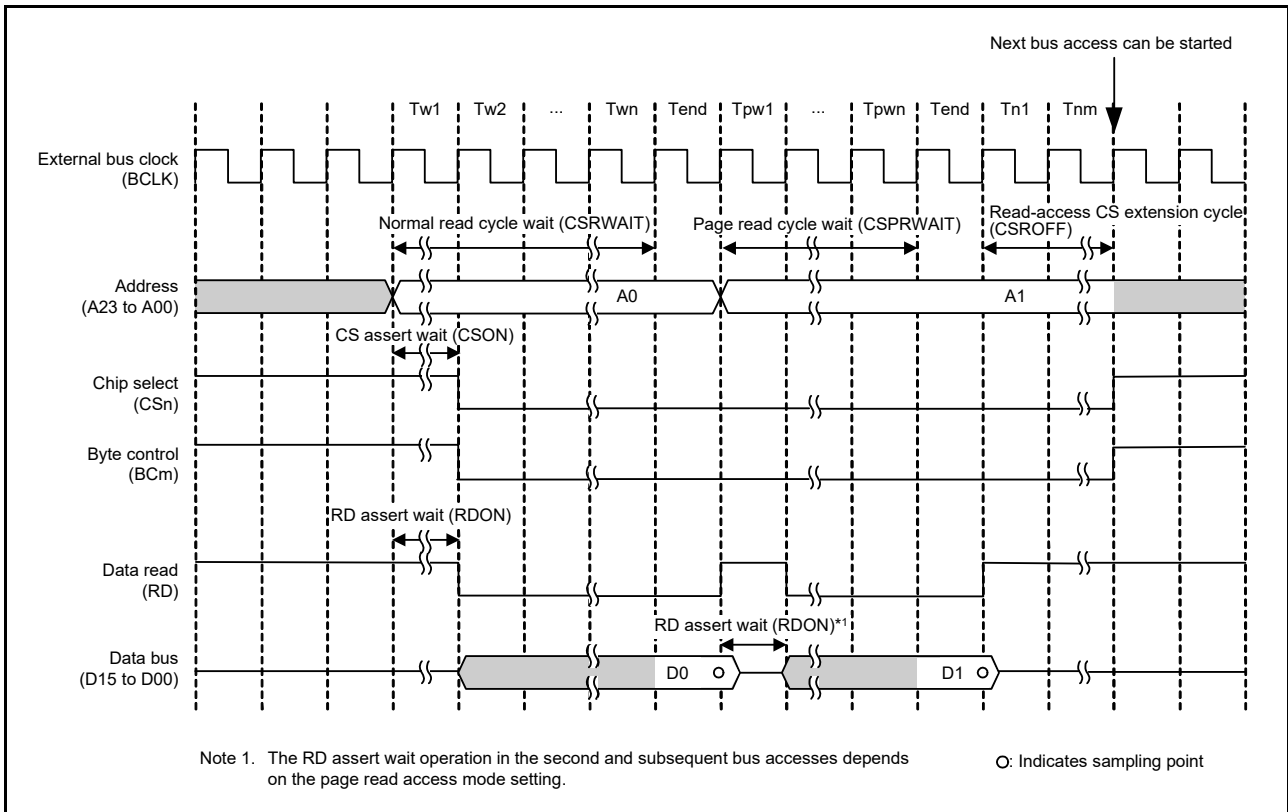 Next bus access can be started
Tw1 Tw2 ... Twn Tend Tpw1 ... Tpwn Tend Tn1 Tnm
External bus clock
(BCLK)
Normal read cycle wait (CSRWAIT)
Page read cycle wait (CSPRWAIT)
Read-access CS extension cycle
(CSROFF)
Address
(A23 to A00)
A0
A1
CS assert wait (CSON)
Chip select
(CSn)
Byte control
(BCm)
RD assert wait (RDON)
Data read
(RD)
RD assert wait (RDON)*1
Data bus
(D15 to D00)
D0
D1
Note 1. The RD assert wait operation in the second and subsequent bus accesses depends
on the page read access mode setting.
O: Indicates sampling point